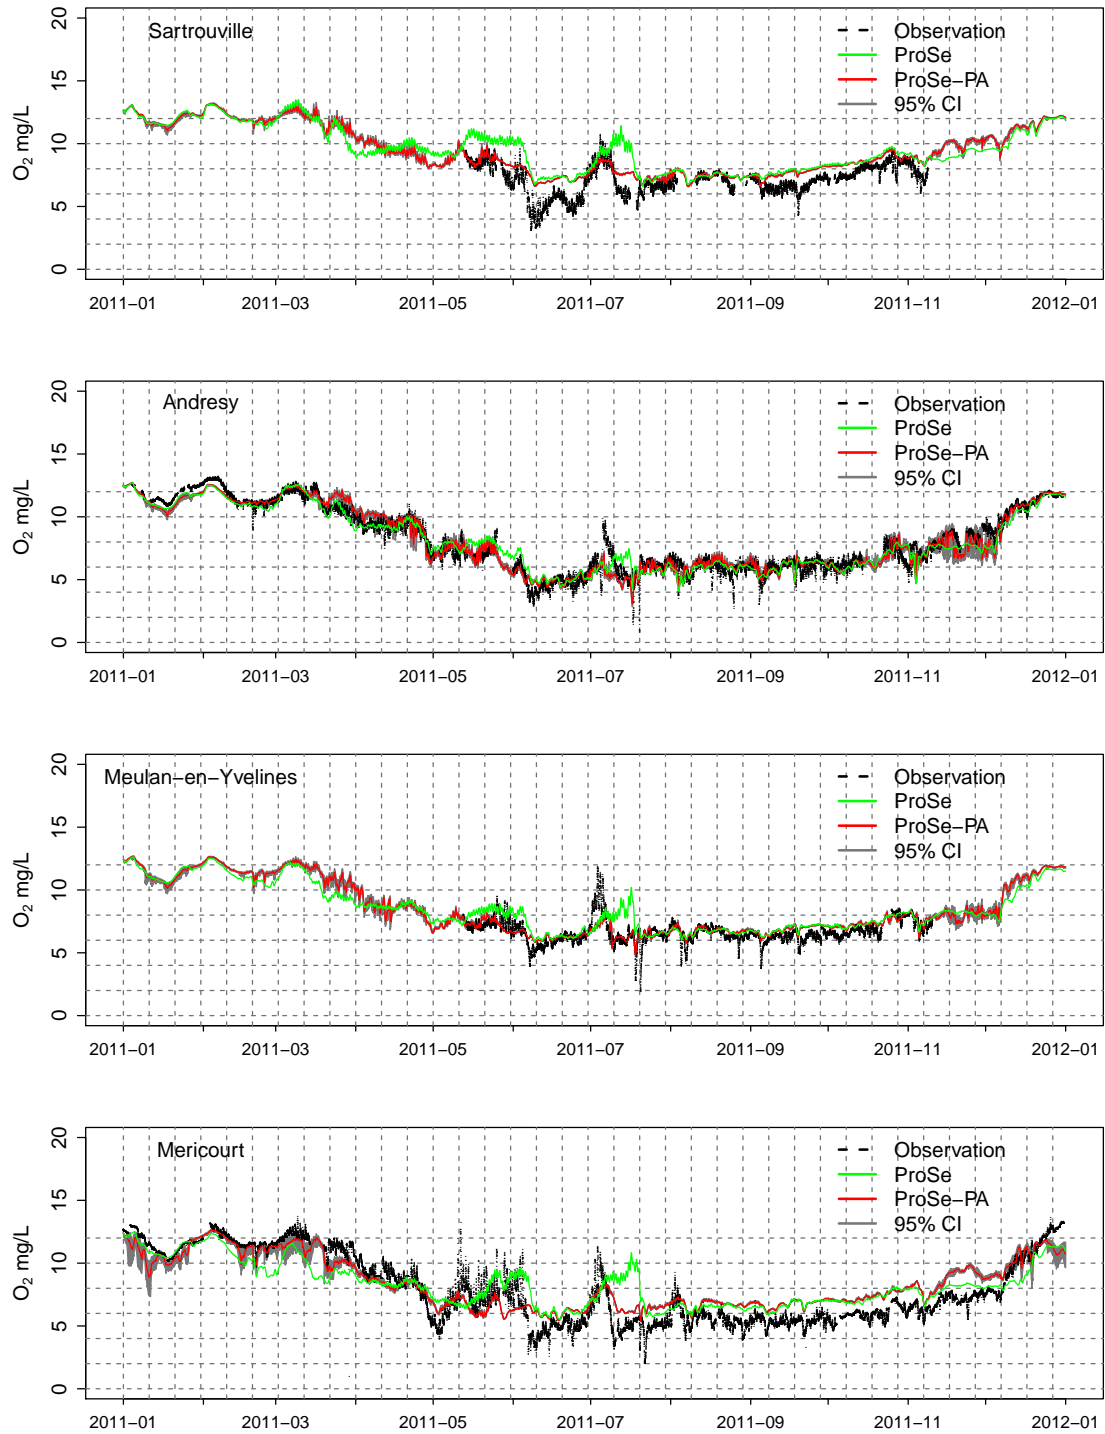 Sartrouville
Observation
ProSe
ProSe−PA
95% CI
O2 mg/L
20
15
10
5
0
2011−01
2011−03
2011−05
2011−07
2011−09
2011−11
2012−01
Andresy
Observation
ProSe
ProSe−PA
95% CI
O2 mg/L
20
15
10
5
0
2011−01
2011−03
2011−05
2011−07
2011−09
2011−11
2012−01
Meulan−en−Yvelines
Observation
ProSe
ProSe−PA
95% CI
O2 mg/L
20
15
10
5
0
2011−01
2011−03
2011−05
2011−07
2011−09
2011−11
2012−01
Mericourt
Observation
ProSe
ProSe−PA
95% CI
O2 mg/L
20
15
10
5
0
2011−01
2011−03
2011−05
2011−07
2011−09
2011−11
2012−01